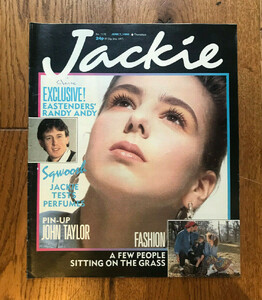 Jackie
EXCLUSIVE!
EASTENDERS'
RANDY ANDY
Sqwoosh!
JACKIE
TESTS
PERFUMES
PIN-UP
JOHN TAYLOR
FASHION
A FEW PEOPLE
SITTING ON THE GRASS